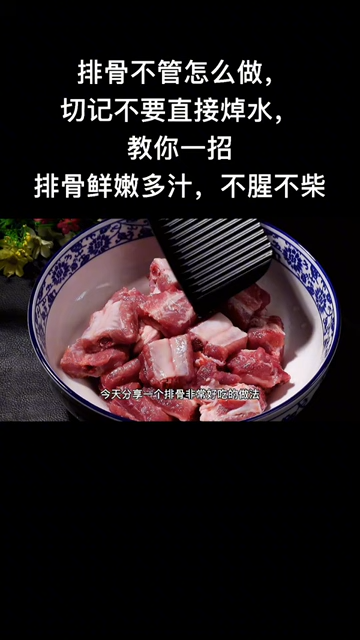 排骨不管怎么做，
切记不要直接焯水，
教你一招
排骨鲜嫩多汁，不腥不柴
今天分享一个排骨非常好吃的做法